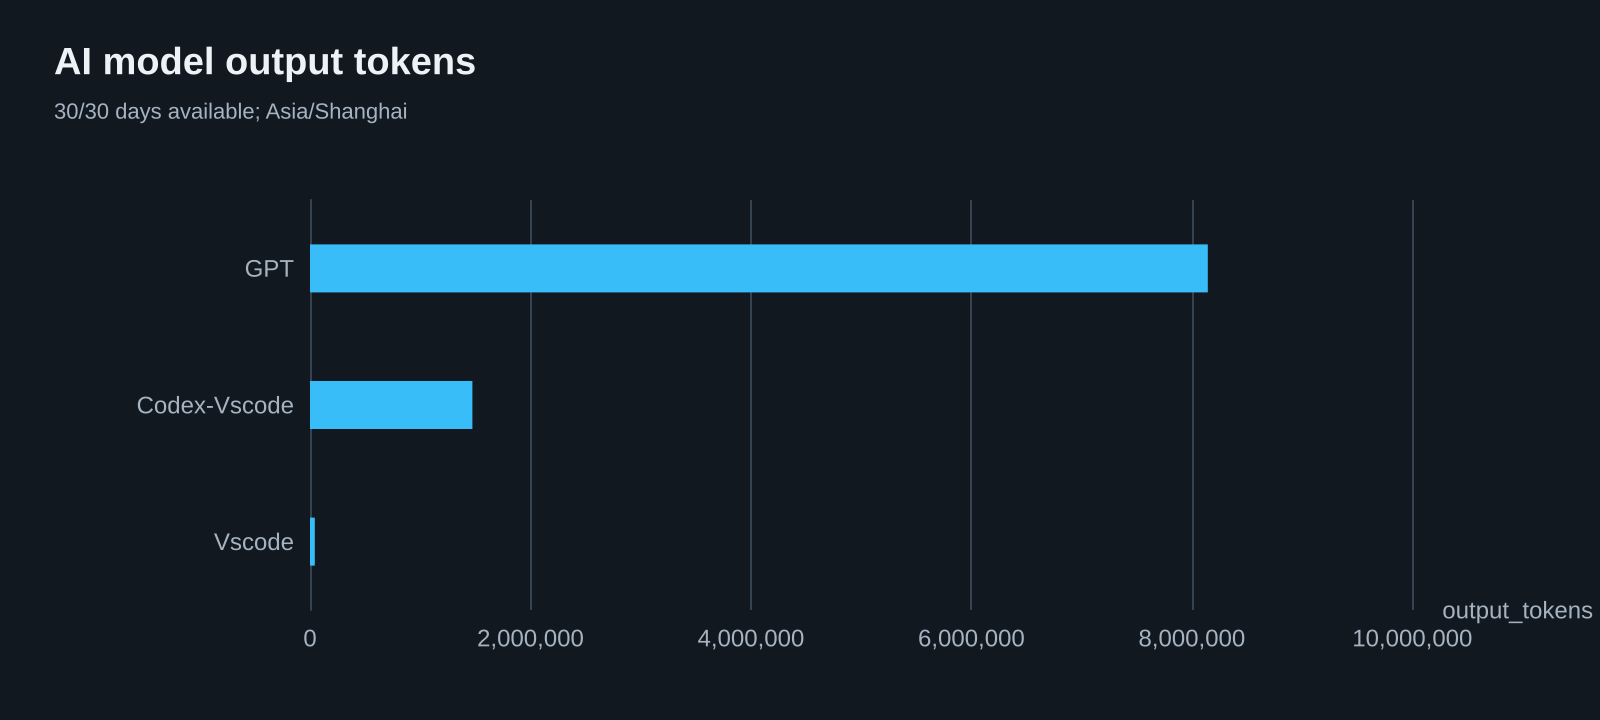 AI model output tokens
30/30 days available; Asia/Shanghai
GPT
Codex-Vscode
Vscode
output_tokens
0 2,000,000 4,000,000 6,000,000 8,000,000 10,000,000